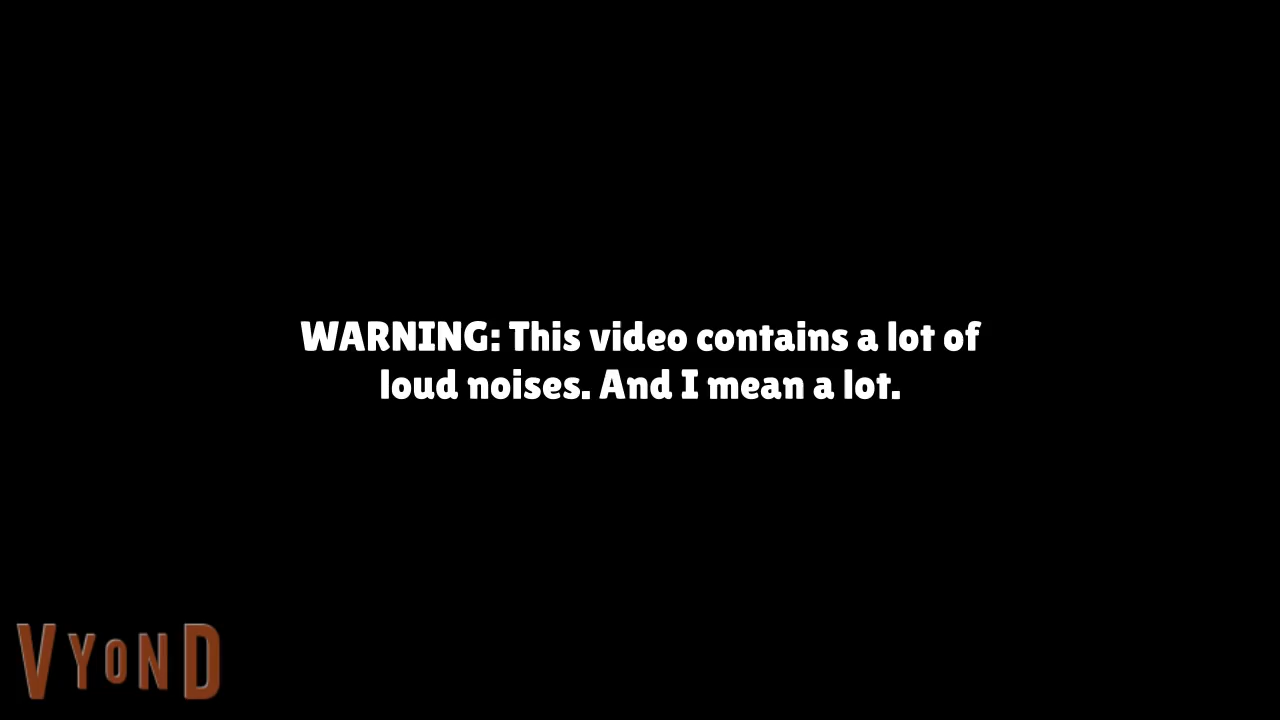 WARNING: This video contains a lot of
loud noises. And I mean a lot.
VYOND